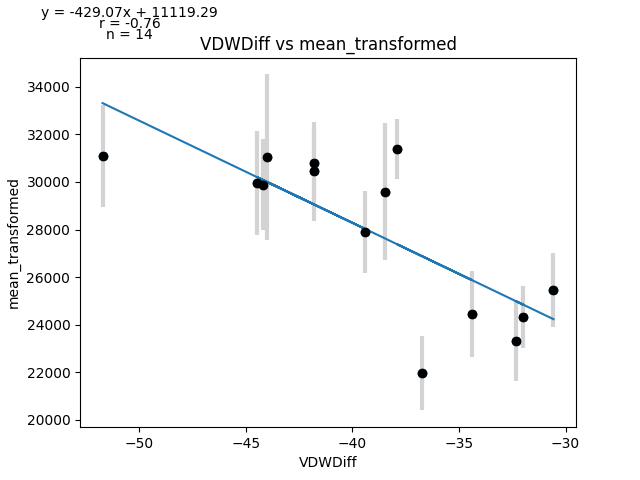 y = -429.07x + 11119.29
r = -0.76
n = 14
VDWDiff vs mean_transformed
mean_transformed
34000
32000
30000
28000
26000
24000
22000
20000
−50
−45
−40
−35
−30
VDWDiff